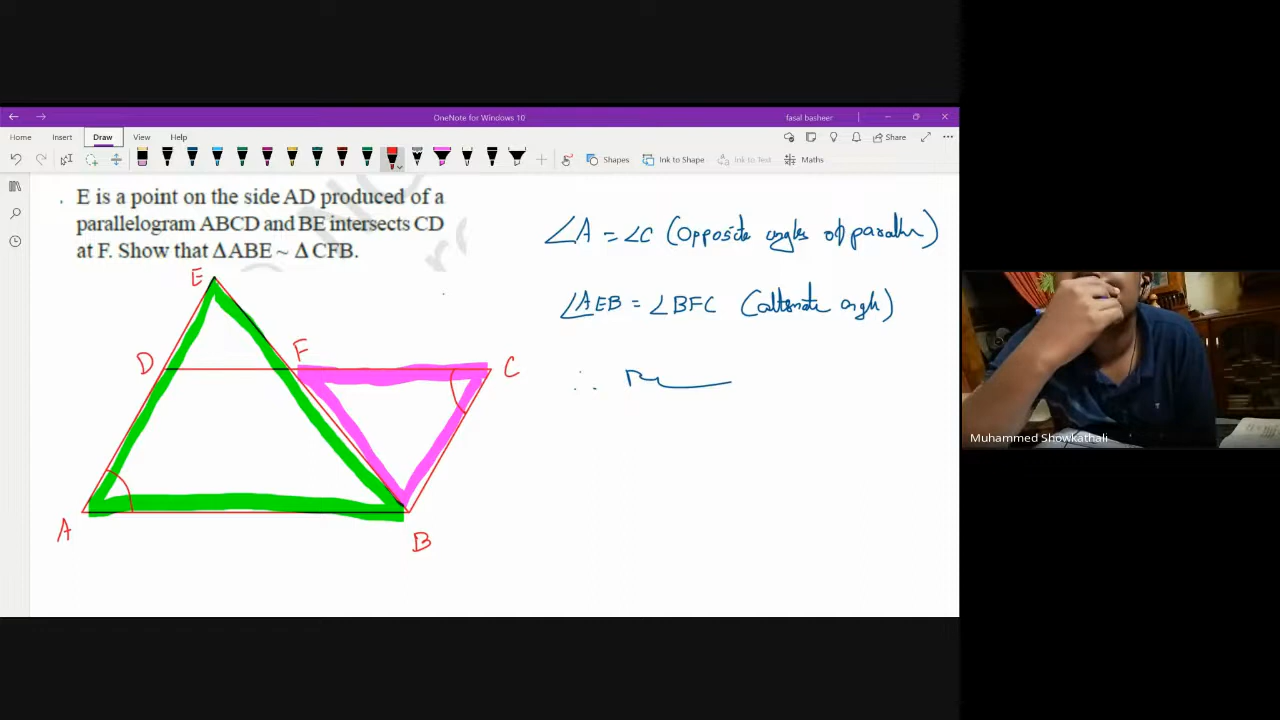 OneNote for Windows 10
fasal basheer
Home Insert Draw View Help
Share
Shapes
Ink to Shape
Ink to Text
Maths
E is a point on the side AD produced of a
parallelogram ABCD and BE intersects CD
at F. Show that ΔABE ~ ΔCFB.
∠A = ∠C (opposite angles of
∠AEB = ∠BFC (alternate
∴
E
D
F
C
A
B
Muhammed Showkathali